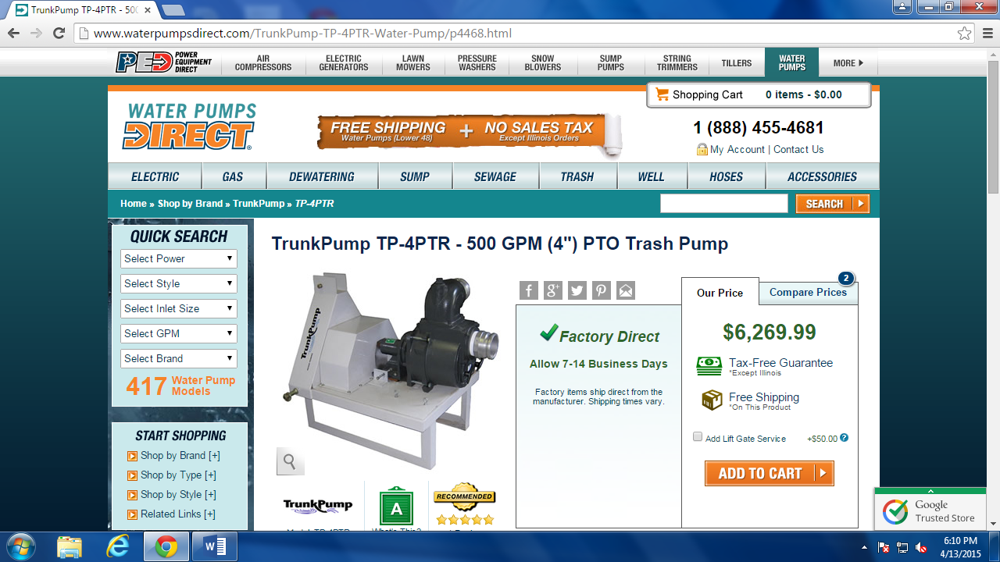 TrunkPump TP-4PTR - 500
www.waterpumpsdirect.com/TrunkPump-TP-4PTR-Water-Pump/p4468.html
PED POWER EQUIPMENT DIRECT
AIR COMPRESSORS
ELECTRIC GENERATORS
LAWN MOWERS
PRESSURE WASHERS
SNOW BLOWERS
SUMP PUMPS
STRING TRIMMERS
TILLERS
WATER PUMPS
MORE
Shopping Cart 0 items - $0.00
WATER PUMPS
DIRECT®
FREE SHIPPING + NO SALES TAX
Water Pumps (Lower 48) Except Illinois Orders
1 (888) 455-4681
My Account | Contact Us
ELECTRIC GAS DEWATERING SUMP SEWAGE TRASH WELL HOSES ACCESSORIES
Home » Shop by Brand » TrunkPump » TP-4PTR
SEARCH
QUICK SEARCH
Select Power
Select Style
Select Inlet Size
Select GPM
Select Brand
417 Water Pump Models
START SHOPPING
Shop by Brand [+]
Shop by Type [+]
Shop by Style [+]
Related Links [+]
TrunkPump TP-4PTR - 500 GPM (4") PTO Trash Pump
TrunkPump
TrunkPump
A
RECOMMENDED
Model: TP-4PTR
What's This?
Factory Direct
Allow 7-14 Business Days
Factory items ship direct from the
manufacturer. Shipping times vary.
Our Price
Compare Prices
2
$6,269.99
Tax-Free Guarantee
*Except Illinois
Free Shipping
*On This Product
Add Lift Gate Service +$50.00 ?
ADD TO CART
Google
Trusted Store
6:10 PM
4/13/2015